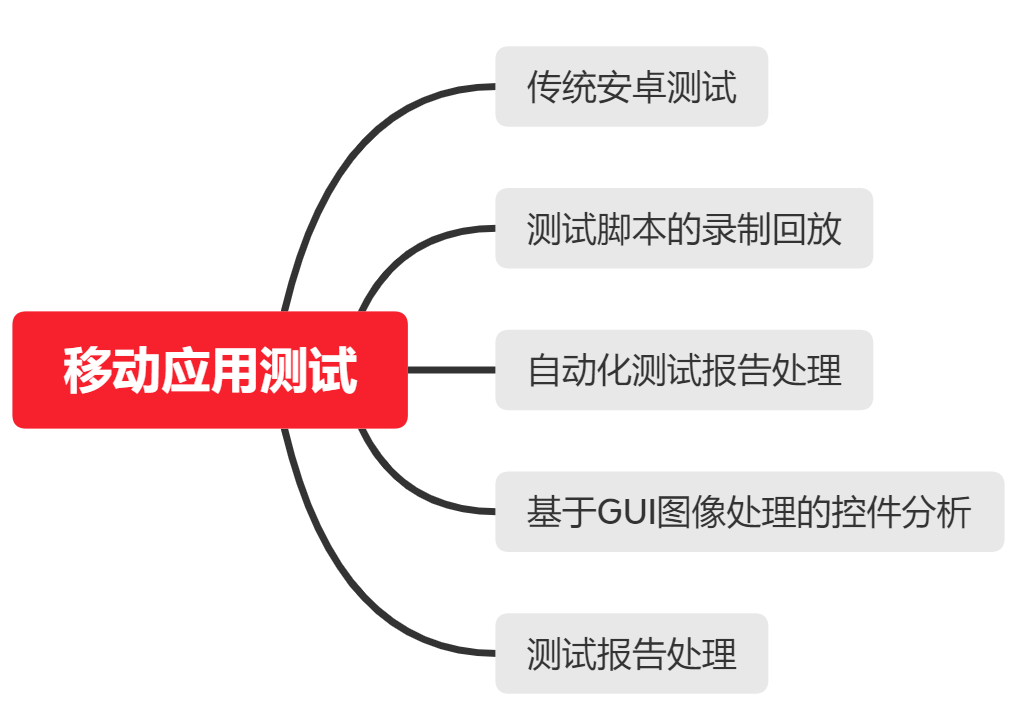 传统安卓测试
测试脚本的录制回放
移动应用测试
自动化测试报告处理
基于GUI图像处理的控件分析
测试报告处理